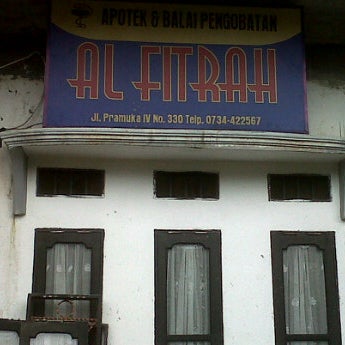 APOTEK & BALAI PENGOBATAN
AL FITRAH
Jl. Pramuka IV No. 330 Telp. 0734-422567